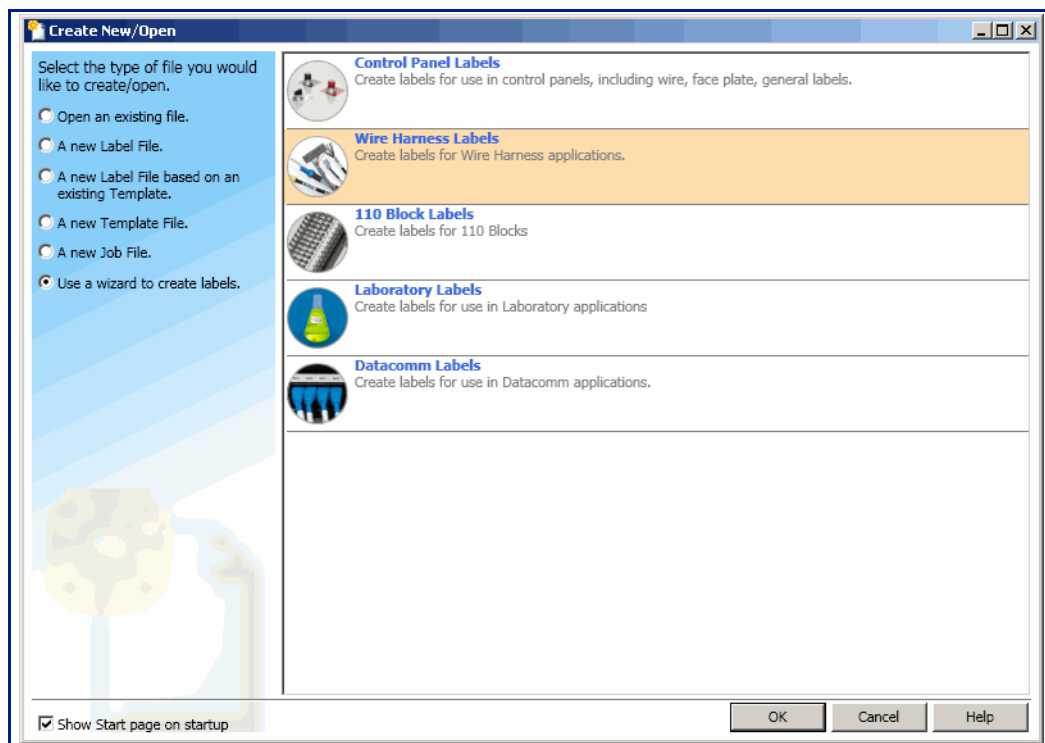 Create New/Open
Select the type of file you would
like to create/open.
Open an existing file.
A new Label File.
A new Label File based on an
existing Template.
A new Template File.
A new Job File.
Use a wizard to create labels.
Control Panel Labels
Create labels for use in control panels, including wire, face plate, general labels.
Wire Harness Labels
Create labels for Wire Harness applications.
110 Block Labels
Create labels for 110 Blocks
Laboratory Labels
Create labels for use in Laboratory applications
Datacomm Labels
Create labels for use in Datacomm applications.
Show Start page on startup
OK
Cancel
Help